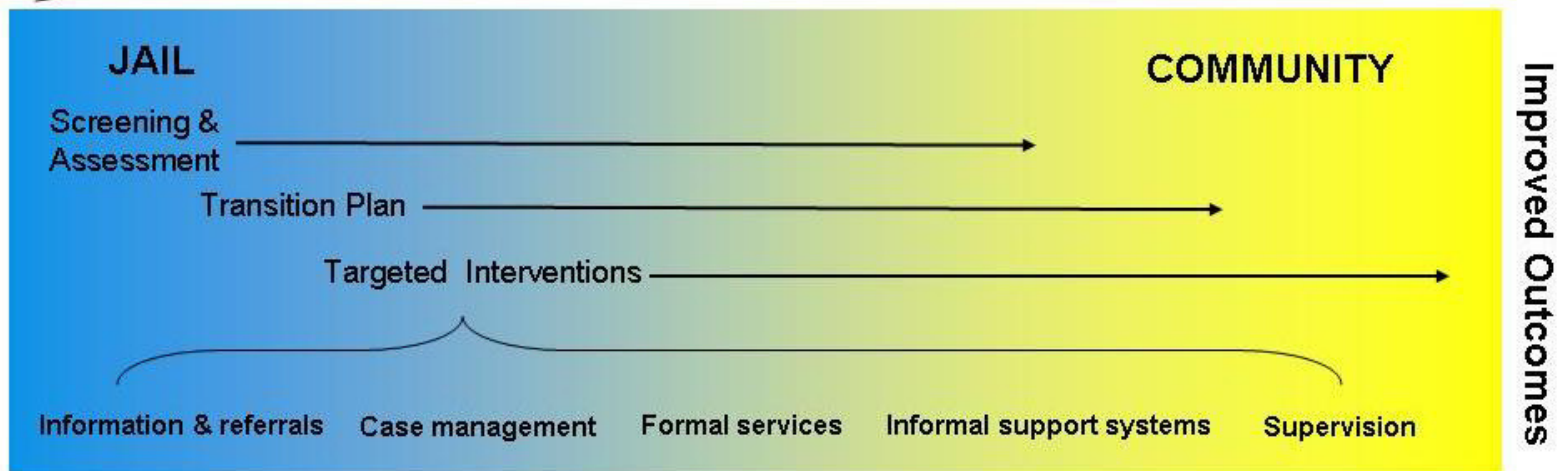 JAIL
COMMUNITY
Screening &
Assessment
Transition Plan
Targeted Interventions
Information & referrals
Case management
Formal services
Informal support systems
Supervision
Improved Outcomes